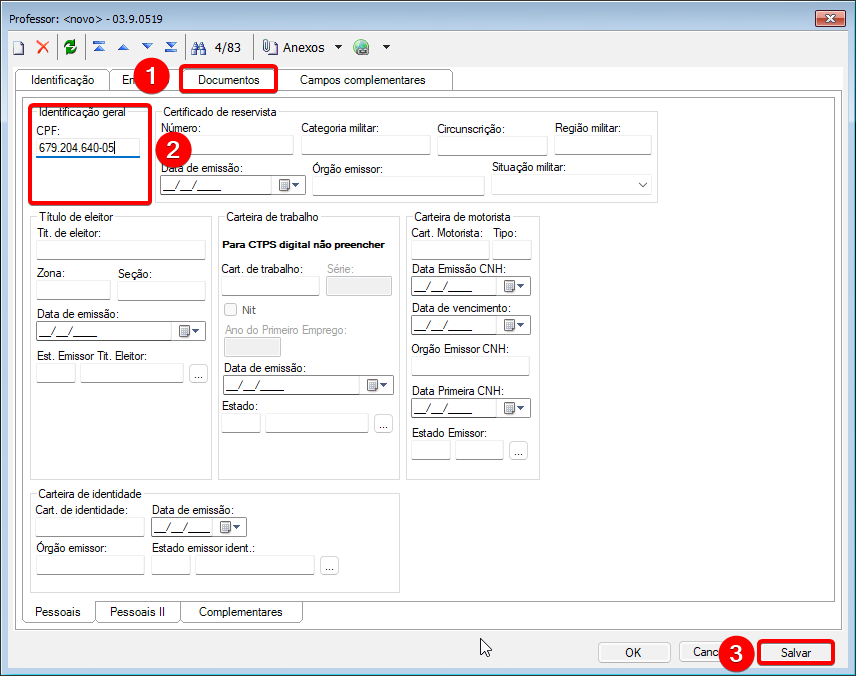 Professor: <novo> - 03.9.0519
4/83 Anexos
Identificação En 1 Documentos Campos complementares
Identificação geral
CPF:
679.204.640-05
2
Certificado de reservista
Número: Categoria militar: Circunscrição: Região militar:
Data de emissão: Órgão emissor: Situação militar:
__/__/____
Título de eleitor
Tit. de eleitor:
Zona: Seção:
Data de emissão:
__/__/____
Est. Emissor Tit. Eleitor:
...
Carteira de trabalho
Para CTPS digital não preencher
Cart. de trabalho: Série:
Nit
Ano do Primeiro Emprego:
Data de emissão:
__/__/____
Estado:
...
Carteira de motorista
Cart. Motorista: Tipo:
Data Emissão CNH:
__/__/____
Data de vencimento:
__/__/____
Orgão Emissor CNH:
Data Primeira CNH:
__/__/____
Estado Emissor:
...
Carteira de identidade
Cart. de identidade: Data de emissão:
__/__/____
Órgão emissor: Estado emissor ident.:
...
Pessoais Pessoais II Complementares
OK Canc 3 Salvar